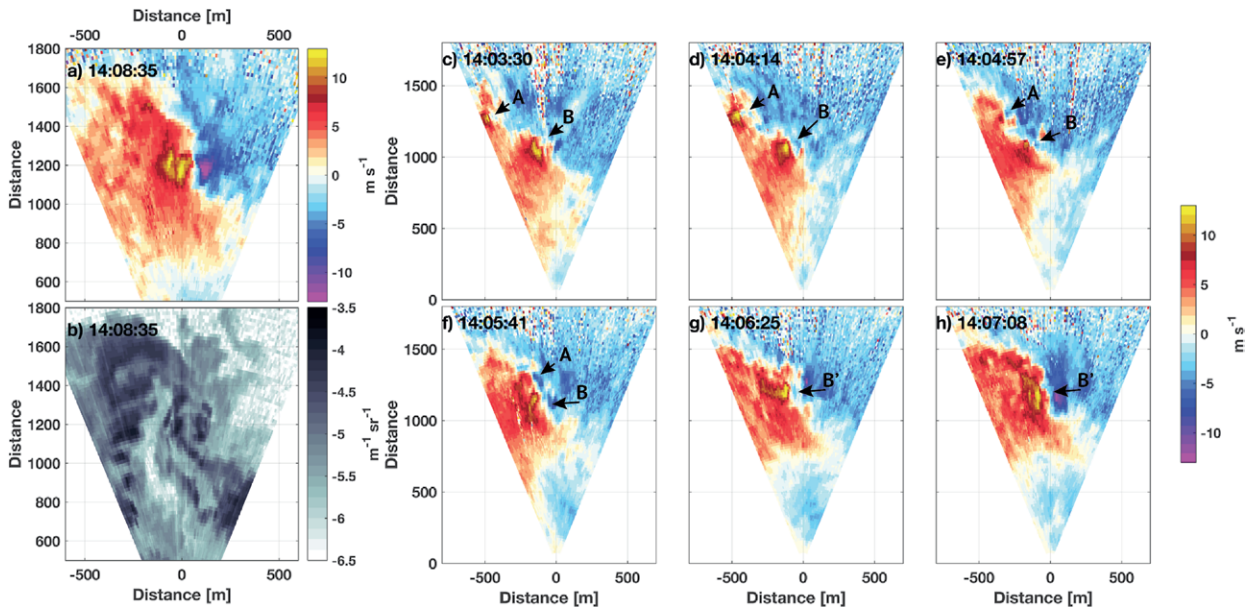 Distance [m]
-500 0 500
a) 14:08:35
1800
1600
1400
1200
1000
800
600
Distance
10
5
0
-5
-10
m s⁻¹
b) 14:08:35
1800
1600
1400
1200
1000
800
600
Distance
-3.5
-4
-4.5
-5
-5.5
-6
-6.5
m⁻¹ sr⁻¹
-500 0 500
Distance [m]
c) 14:03:30
A
B
1500
1000
500
0
Distance
d) 14:04:14
A
B
e) 14:04:57
A
B
f) 14:05:41
A
B
1500
1000
500
0
Distance
-500 0 500
Distance [m]
g) 14:06:25
B'
-500 0 500
Distance [m]
h) 14:07:08
B'
-500 0 500
Distance [m]
10
5
0
-5
-10
m s⁻¹